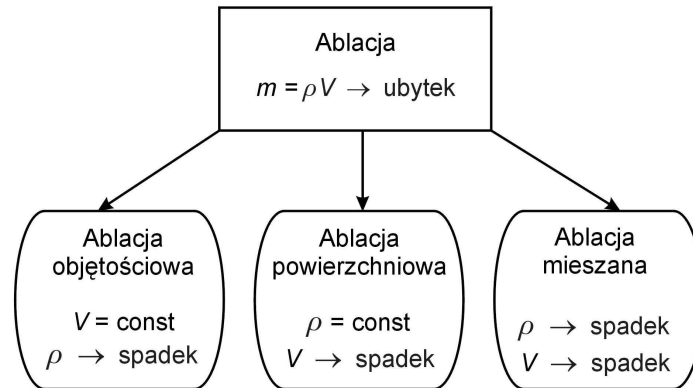 Ablacja
m = ρV → ubytek
Ablacja
objętościowa
V = const
ρ → spadek
Ablacja
powierzchniowa
ρ = const
V → spadek
Ablacja
mieszana
ρ → spadek
V → spadek